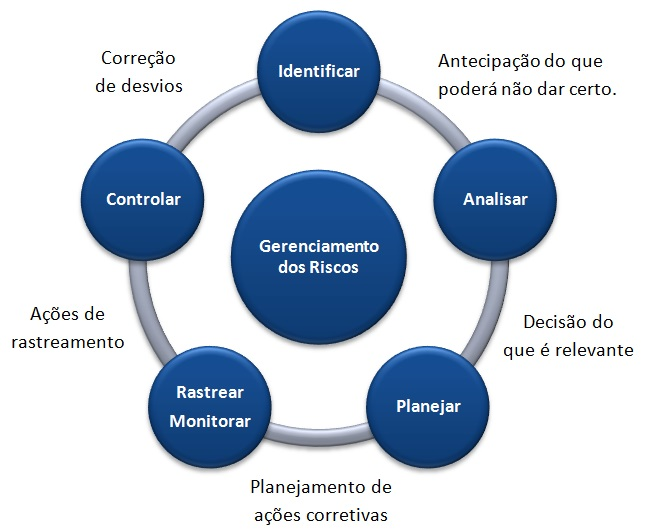 Correção
de desvios
Identificar
Antecipação do que
poderá não dar certo.
Controlar
Analisar
Gerenciamento
dos Riscos
Ações de
rastreamento
Decisão do
que é relevante
Rastrear
Monitorar
Planejar
Planejamento de
ações corretivas